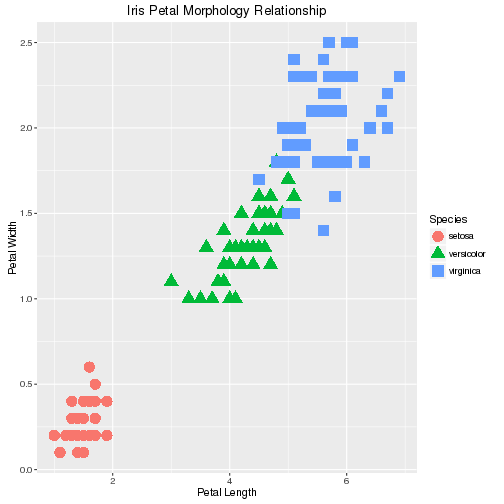 Iris Petal Morphology Relationship
2.5
2.0
1.5
1.0
0.5
0.0
Petal Width
2 4 6
Petal Length
Species
setosa
versicolor
virginica